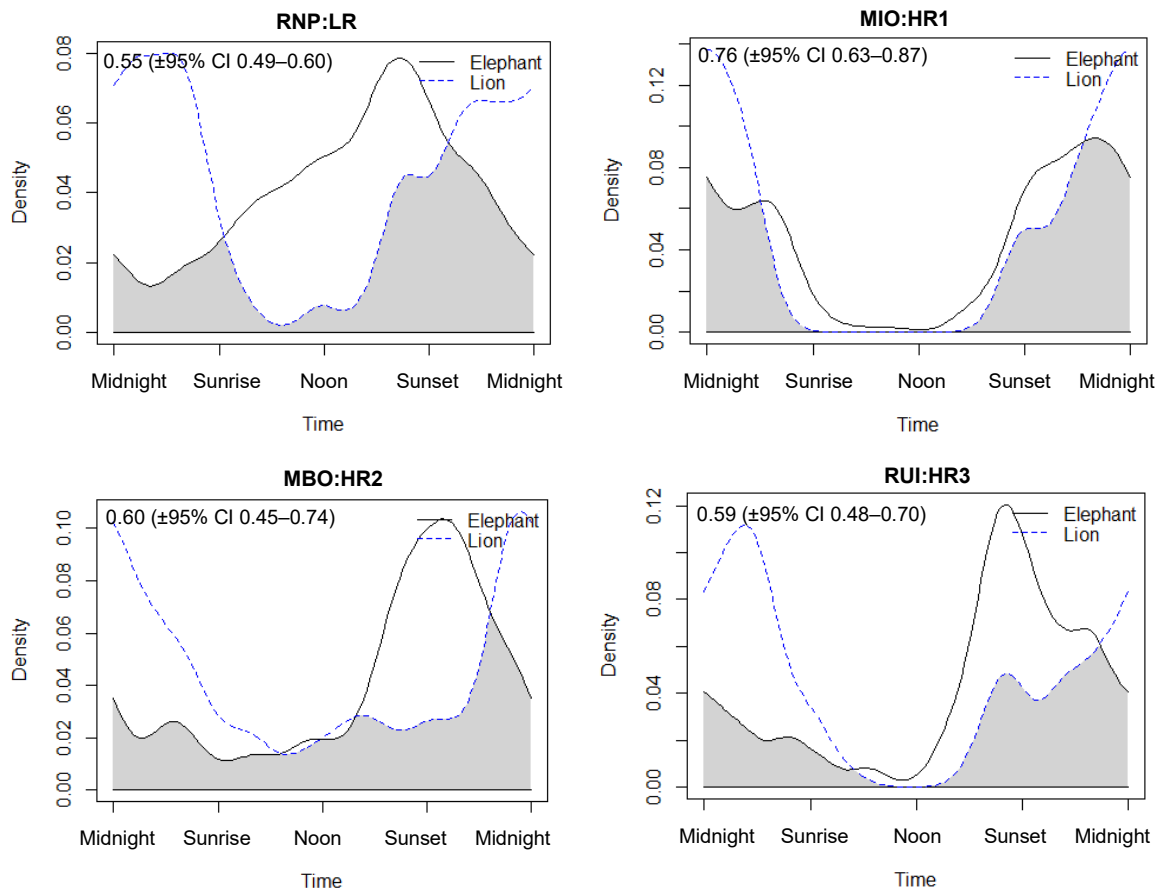 RNP:LR
0.55 (±95% CI 0.49–0.60)
Elephant
Lion
Density
0.00
0.02
0.04
0.06
0.08
Midnight
Sunrise
Noon
Sunset
Midnight
Time
MIO:HR1
0.76 (±95% CI 0.63–0.87)
Elephant
Lion
Density
0.00
0.04
0.08
0.12
Midnight
Sunrise
Noon
Sunset
Midnight
Time
MBO:HR2
0.60 (±95% CI 0.45–0.74)
Elephant
Lion
Density
0.00
0.02
0.04
0.06
0.08
0.10
Midnight
Sunrise
Noon
Sunset
Midnight
Time
RUI:HR3
0.59 (±95% CI 0.48–0.70)
Elephant
Lion
Density
0.00
0.04
0.08
0.12
Midnight
Sunrise
Noon
Sunset
Midnight
Time